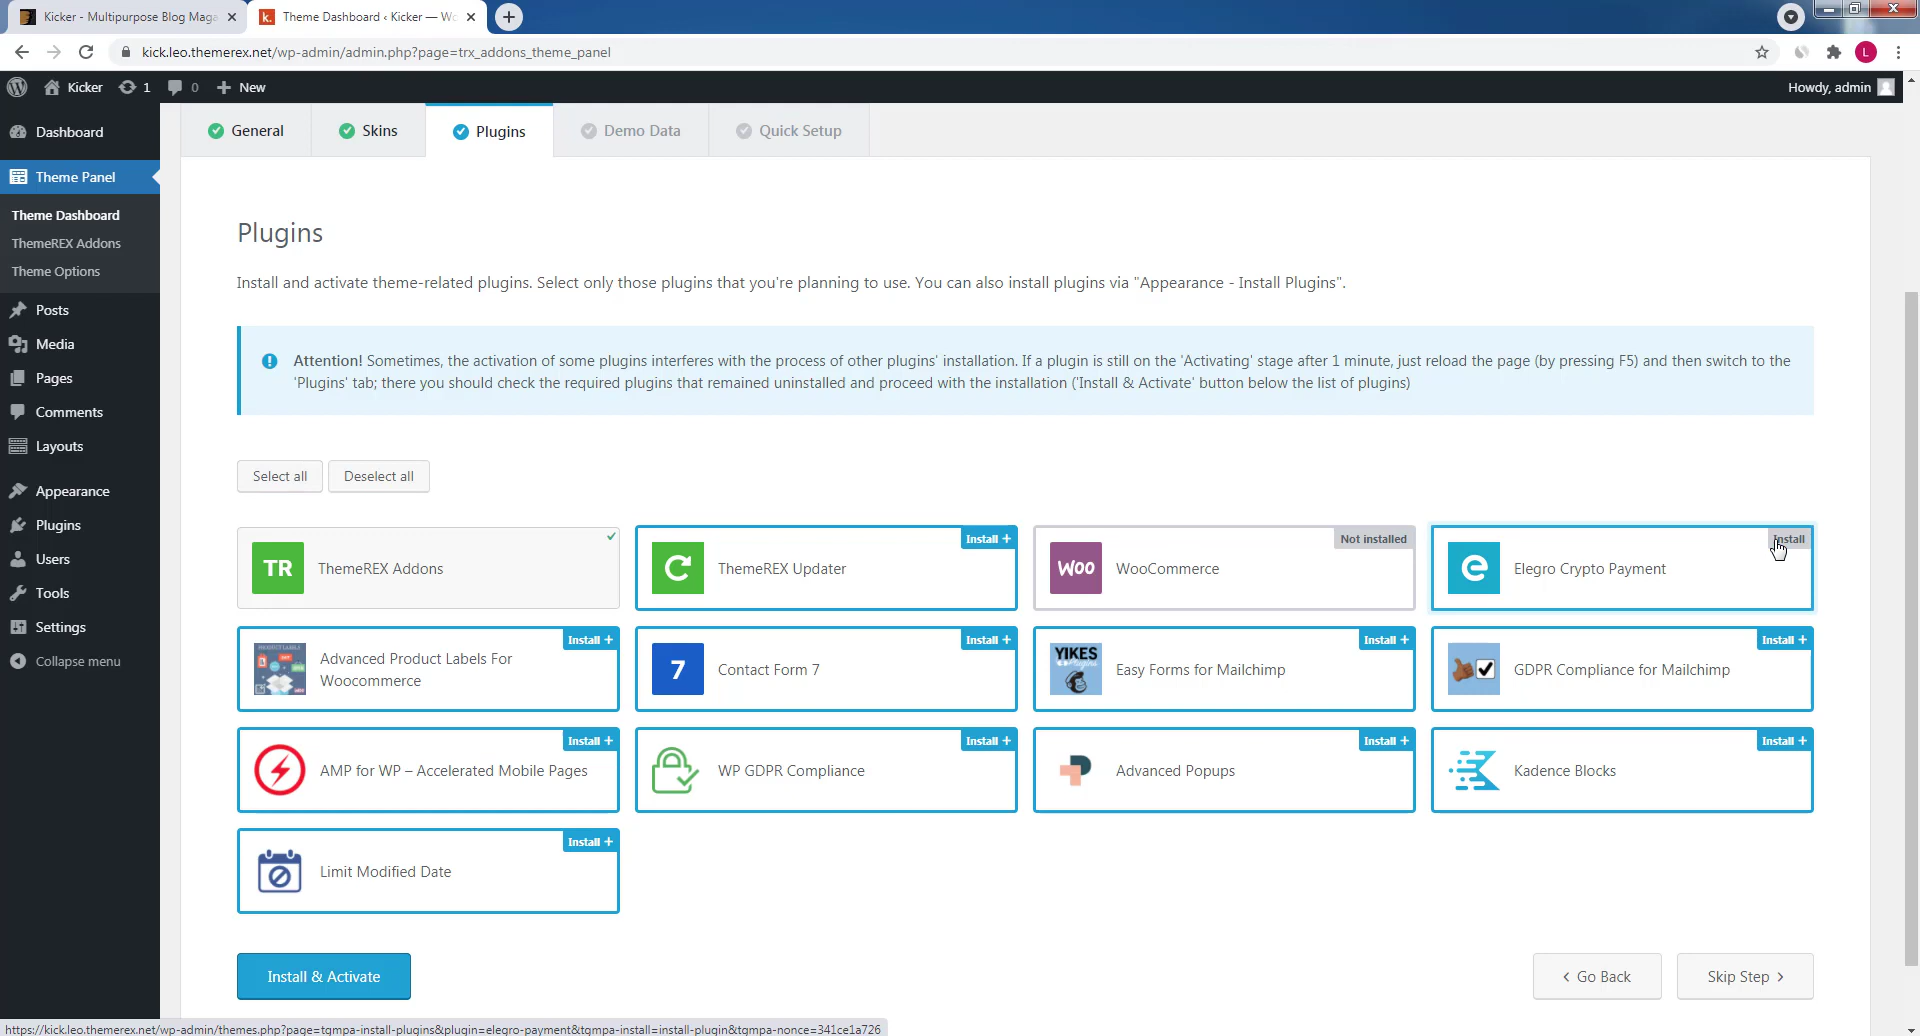 Kicker - Multipurpose Blog Maga
Theme Dashboard ‹ Kicker — Wo
kick.leo.themerex.net/wp-admin/admin.php?page=trx_addons_theme_panel
L
Kicker
1
0
New
Howdy, admin
Dashboard
Theme Panel
Theme Dashboard
ThemeREX Addons
Theme Options
Posts
Media
Pages
Comments
Layouts
Appearance
Plugins
Users
Tools
Settings
Collapse menu
General
Skins
Plugins
Demo Data
Quick Setup
Plugins
Install and activate theme-related plugins. Select only those plugins that you're planning to use. You can also install plugins via "Appearance - Install Plugins".
Attention! Sometimes, the activation of some plugins interferes with the process of other plugins' installation. If a plugin is still on the 'Activating' stage after 1 minute, just reload the page (by pressing F5) and then switch to the
'Plugins' tab; there you should check the required plugins that remained uninstalled and proceed with the installation ('Install & Activate' button below the list of plugins)
Select all
Deselect all
TR
ThemeREX Addons
ThemeREX Updater
Install +
WOO
WooCommerce
Not installed
e
Elegro Crypto Payment
Install
PRODUCT LABELS
Advanced Product Labels For
Woocommerce
Install +
7
Contact Form 7
Install +
YIKES
Plugins
Easy Forms for Mailchimp
Install +
GDPR Compliance for Mailchimp
Install +
AMP for WP – Accelerated Mobile Pages
Install +
WP GDPR Compliance
Install +
Advanced Popups
Install +
Kadence Blocks
Install +
Limit Modified Date
Install +
Install & Activate
‹ Go Back
Skip Step ›
https://kick.leo.themerex.net/wp-admin/themes.php?page=tgmpa-install-plugins&plugin=elegro-payment&tgmpa-install=install-plugin&tgmpa-nonce=341ce1a726